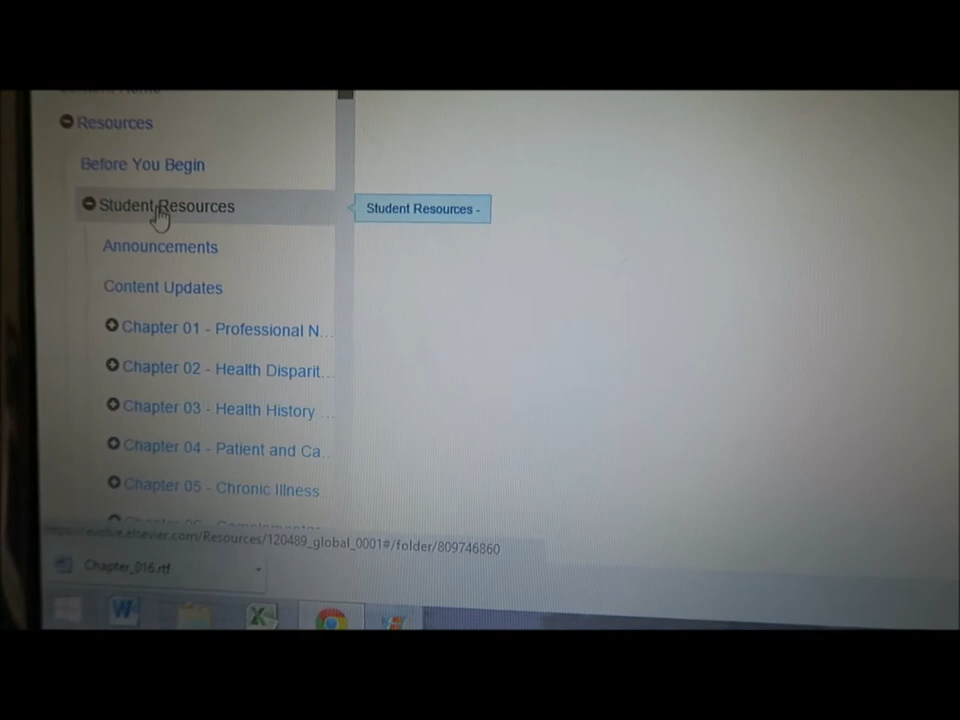 Resources
Before You Begin
Student Resources
Student Resources -
Announcements
Content Updates
Chapter 01 - Professional N...
Chapter 02 - Health Disparit...
Chapter 03 - Health History ...
Chapter 04 - Patient and Ca...
Chapter 05 - Chronic Illness...
https://evolve.elsevier.com/Resources/120489_global_0001#/folder/809746860
Chapter_016.rtf